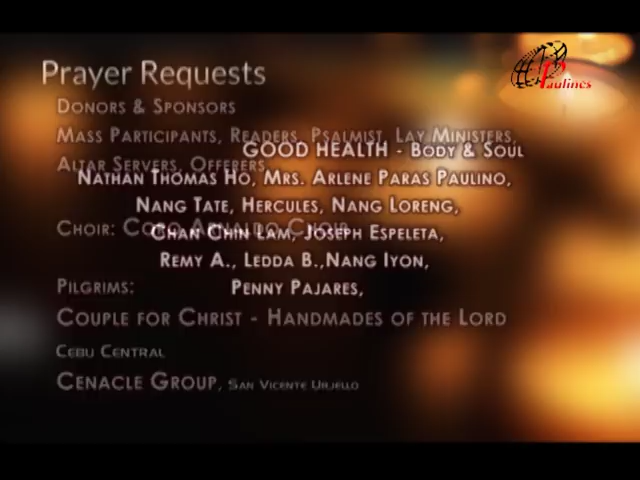 Prayer Requests
Paulines
Donors & Sponsors
Mass Participants, Readers, Psalmist, Lay Ministers,
GOOD HEALTH - Body & Soul
Altar Servers, Offerers
Nathan Thomas Ho, Mrs. Arlene Paras Paulino,
Nang Tate, Hercules, Nang Loreng,
Choir: Choir
Chan Chin Lam, Joseph Espeleta,
Remy A., Ledda B.,Nang Iyon,
Pilgrims:
Penny Pajares,
Couple for Christ - Handmades of the Lord
Cebu Central
Cenacle Group, San Vicente